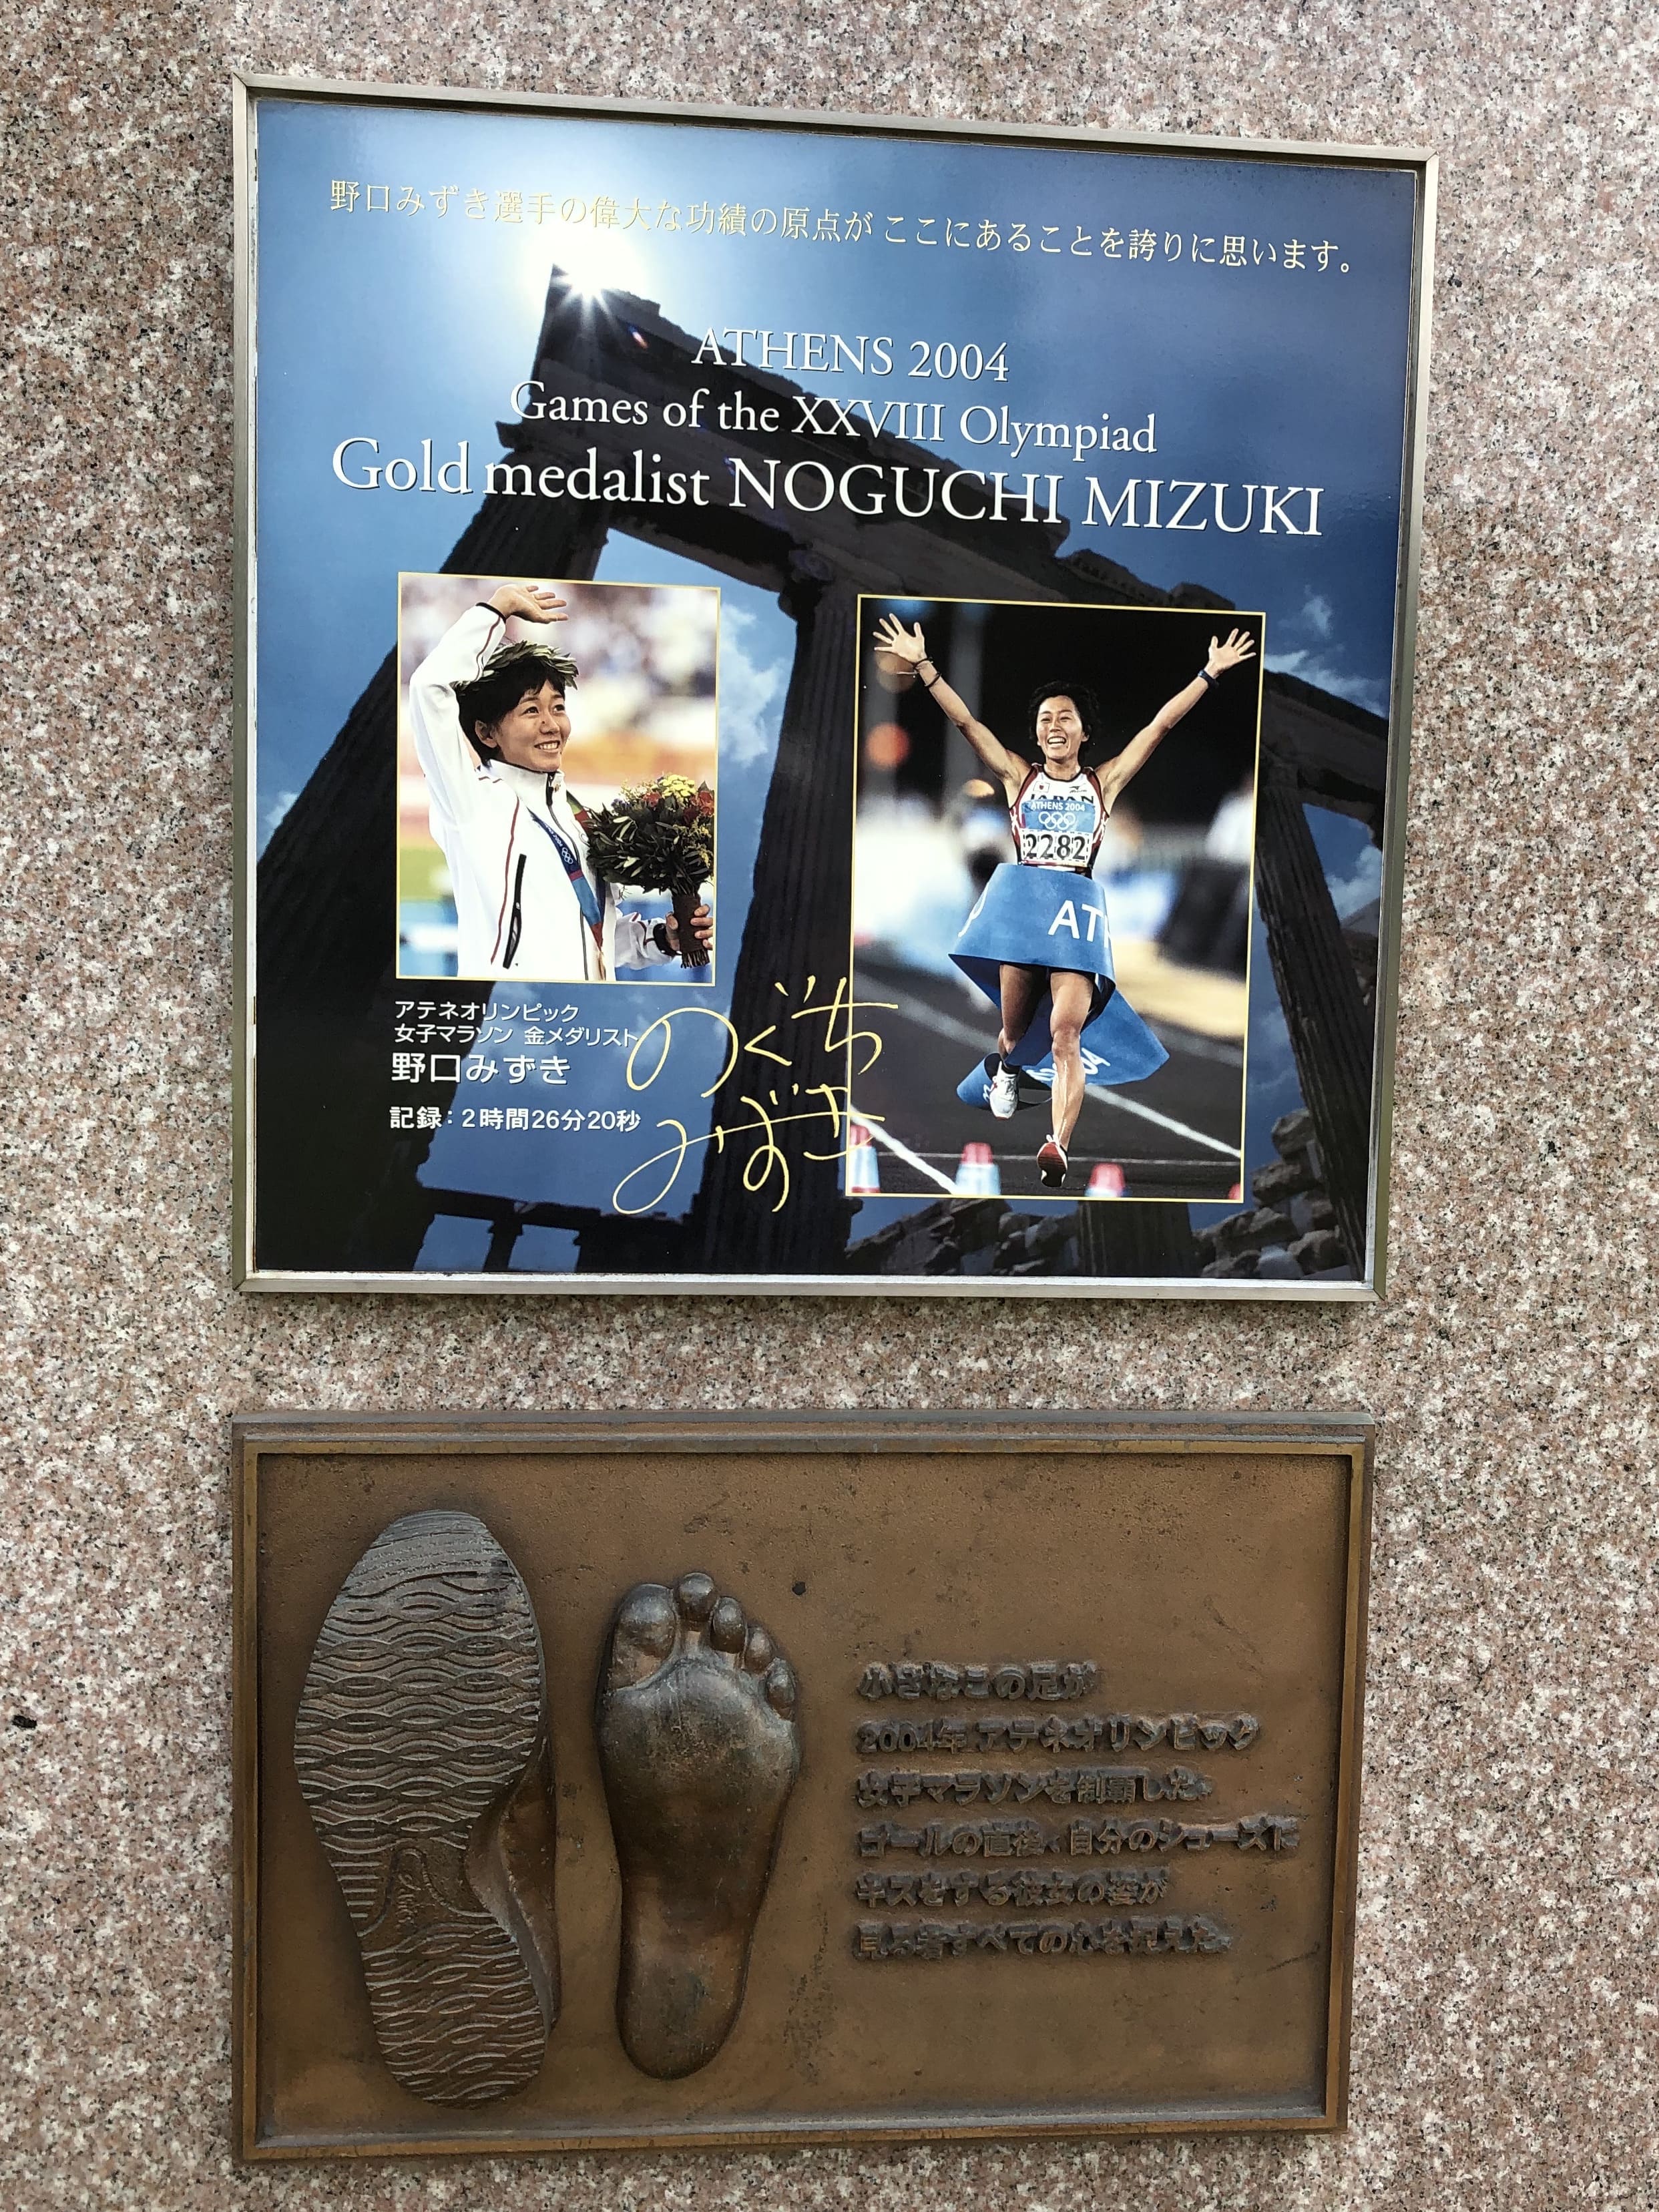 野口みずき選手の偉大な功績の原点が ここにあることを誇りに思います。
ATHENS 2004
Games of the XXVIII Olympiad
Gold medalist NOGUCHI MIZUKI
JAPAN
ATHENS 2004
2282
AT
アテネオリンピック
女子マラソン 金メダリスト
野口みずき
記録：2時間26分20秒
のぐち
みずき
小さなこの足が
2004年アテネオリンピック
女子マラソンを制覇した。
ゴールの直後、自分のシューズに
キスをする彼女の姿が
見る者すべての心を捉えた。